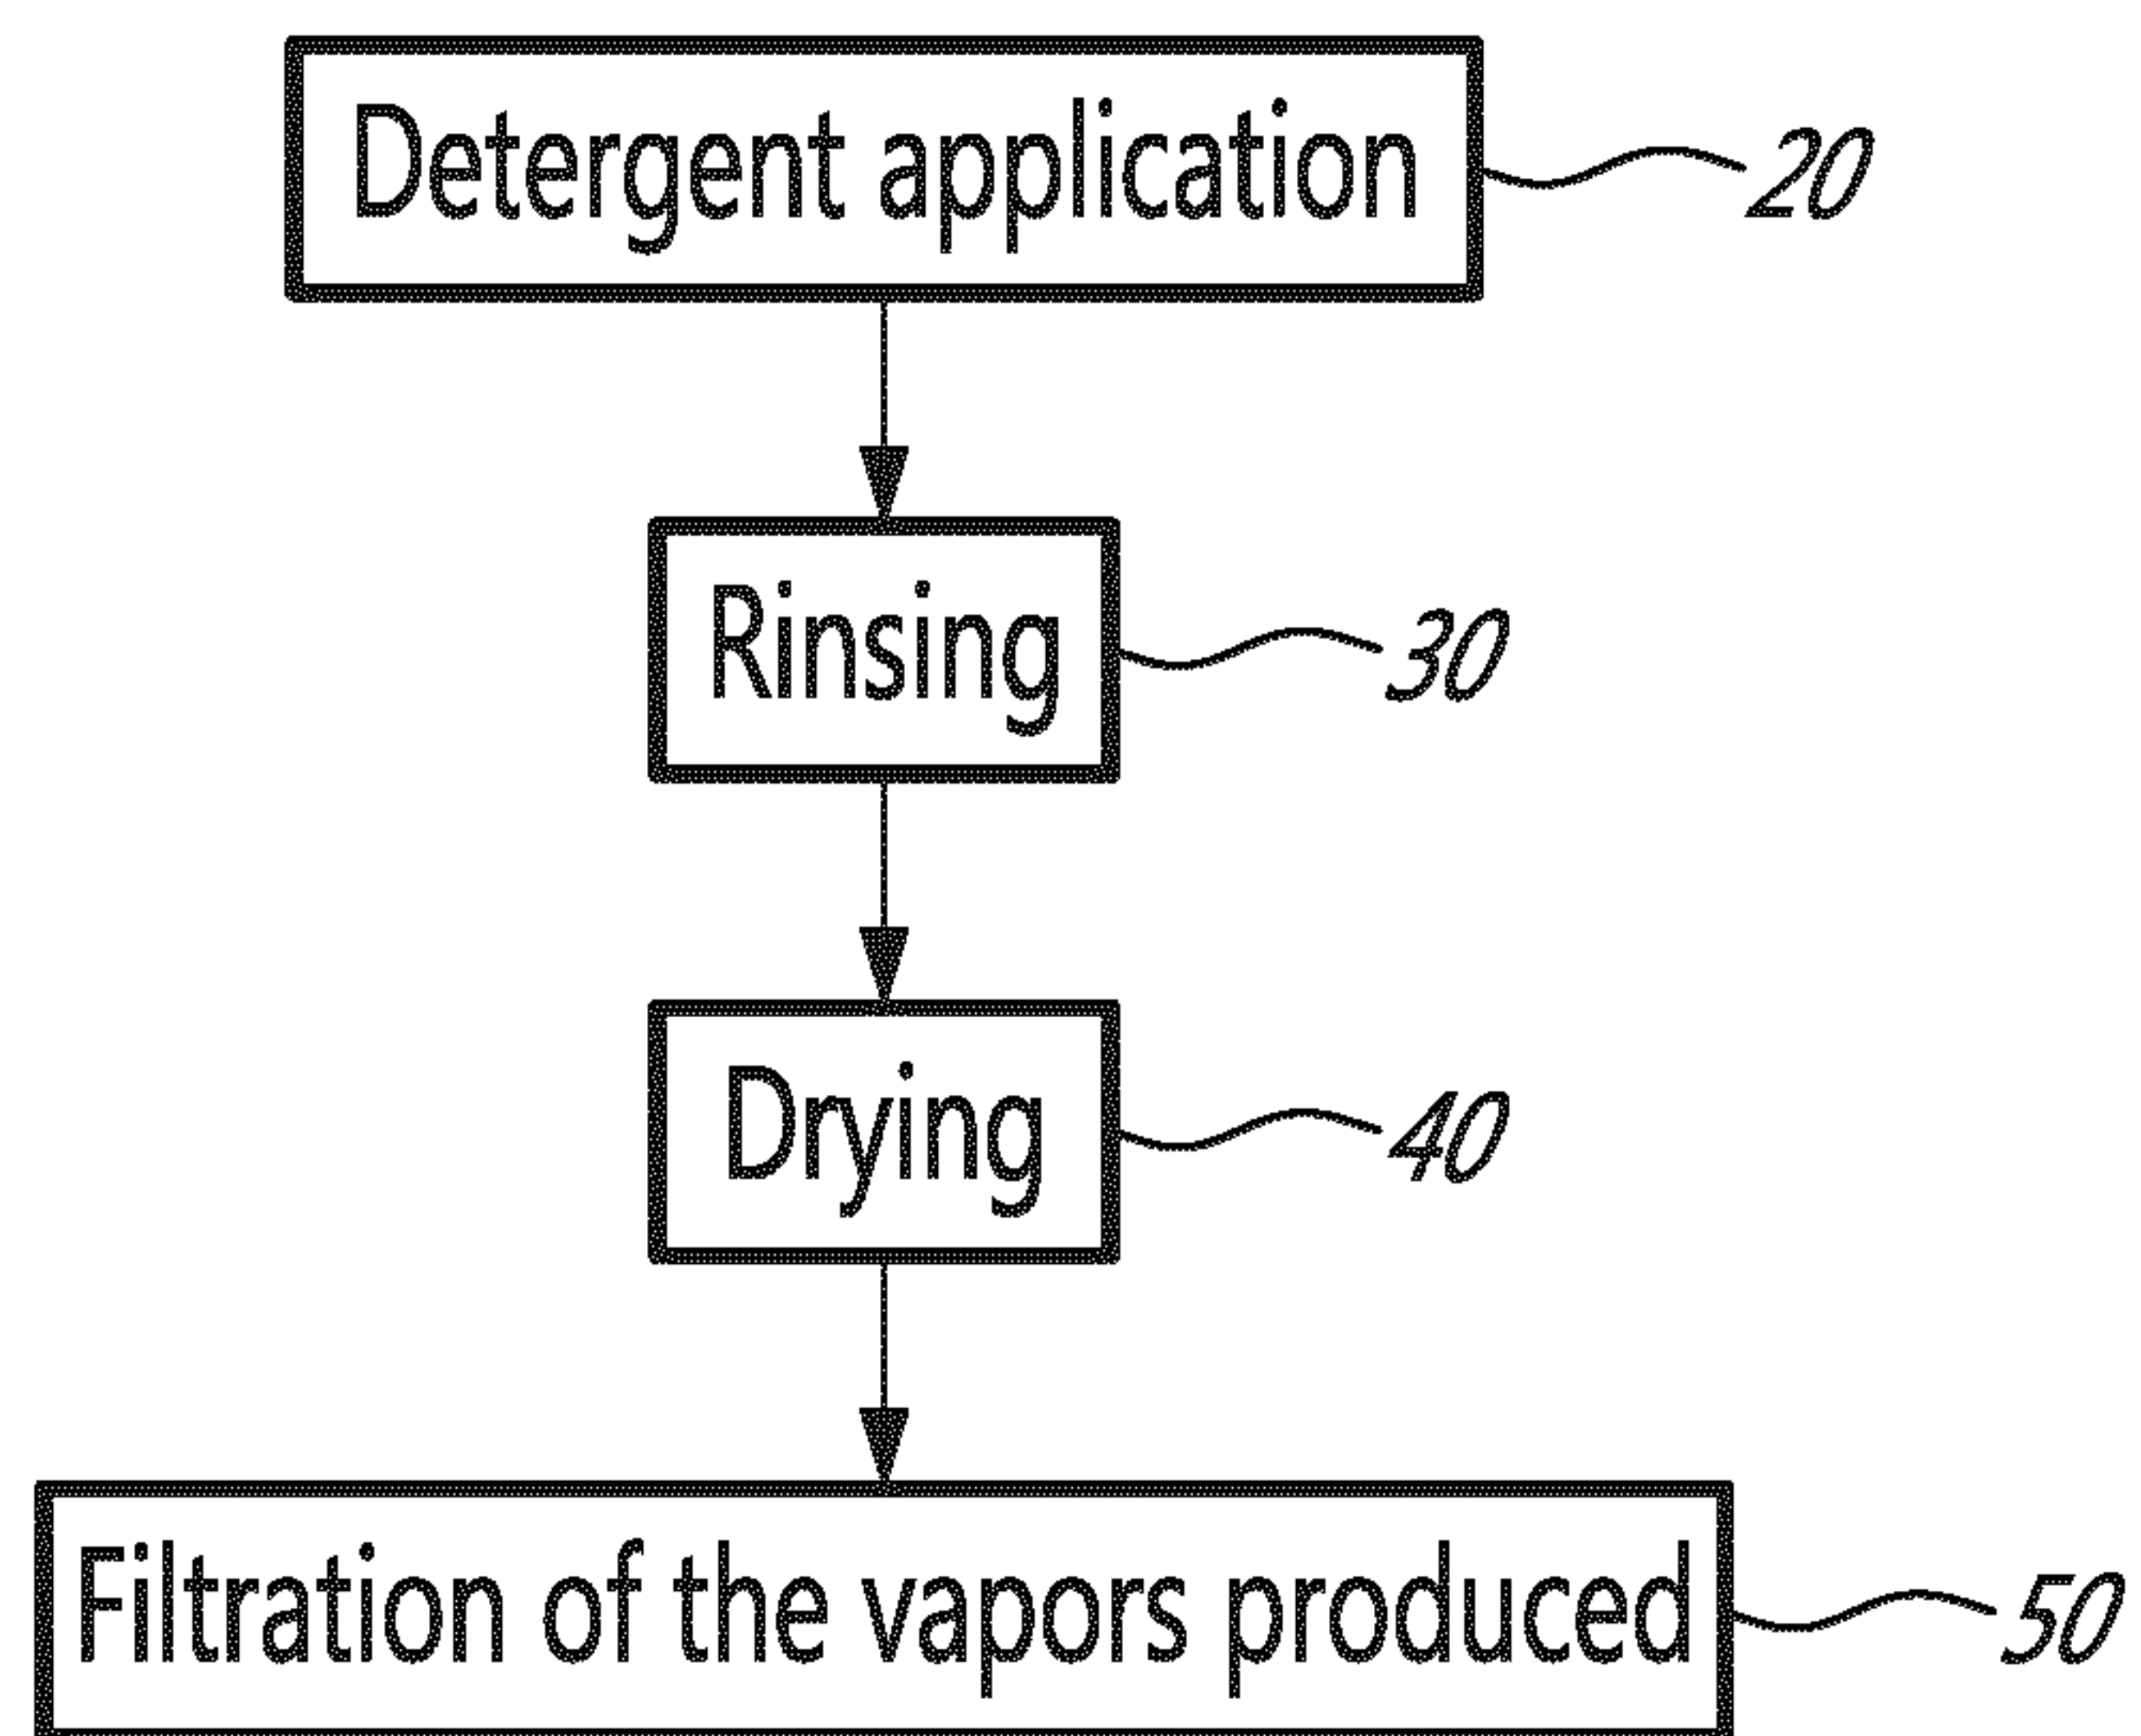 Detergent application
20
Rinsing
30
Drying
40
Filtration of the vapors produced
50